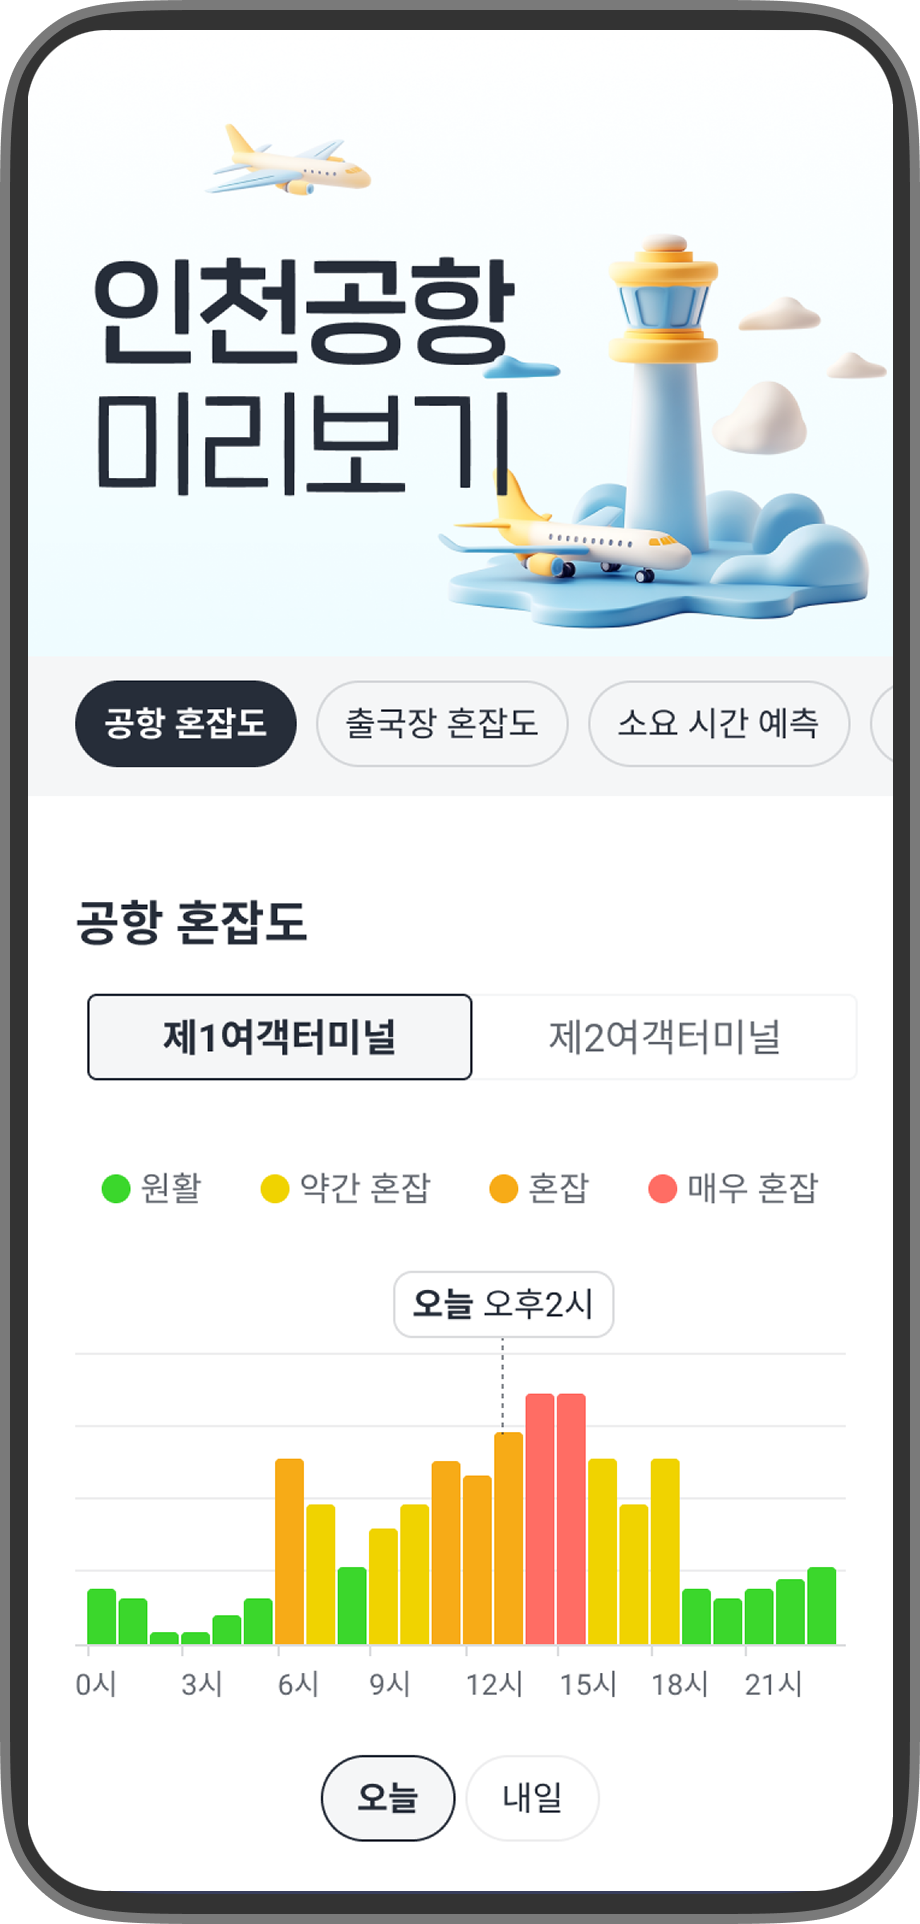 인천공항
미리보기
공항 혼잡도 출국장 혼잡도 소요 시간 예측
공항 혼잡도
제1여객터미널 제2여객터미널
원활 약간 혼잡 혼잡 매우 혼잡
오늘 오후2시
0시 3시 6시 9시 12시 15시 18시 21시
오늘 내일